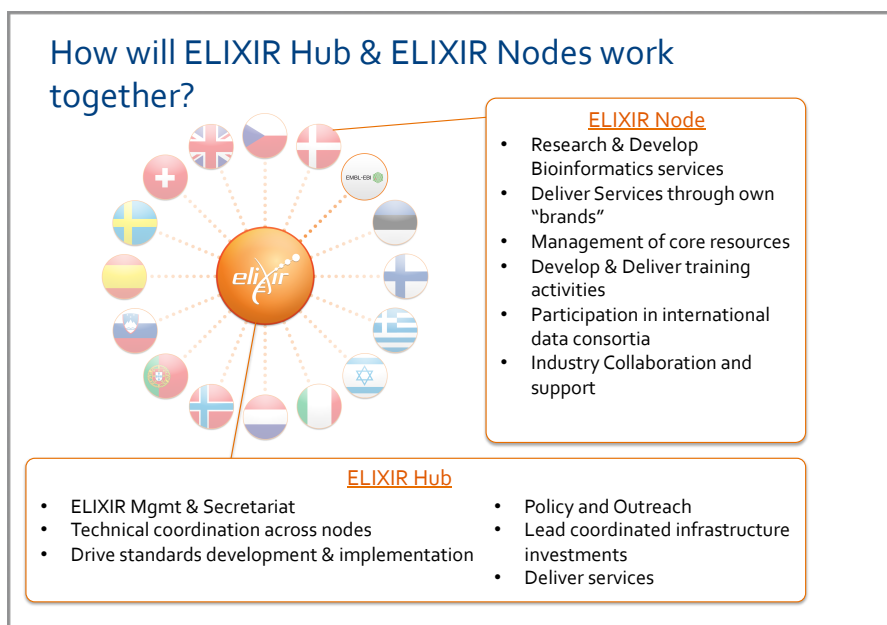 How will ELIXIR Hub & ELIXIR Nodes work
together?
EMBL-EBI
elixir
ELIXIR Node
• Research & Develop
Bioinformatics services
• Deliver Services through own
“brands”
• Management of core resources
• Develop & Deliver training
activities
• Participation in international
data consortia
• Industry Collaboration and
support
ELIXIR Hub
• ELIXIR Mgmt & Secretariat
• Technical coordination across nodes
• Drive standards development & implementation
• Policy and Outreach
• Lead coordinated infrastructure
investments
• Deliver services